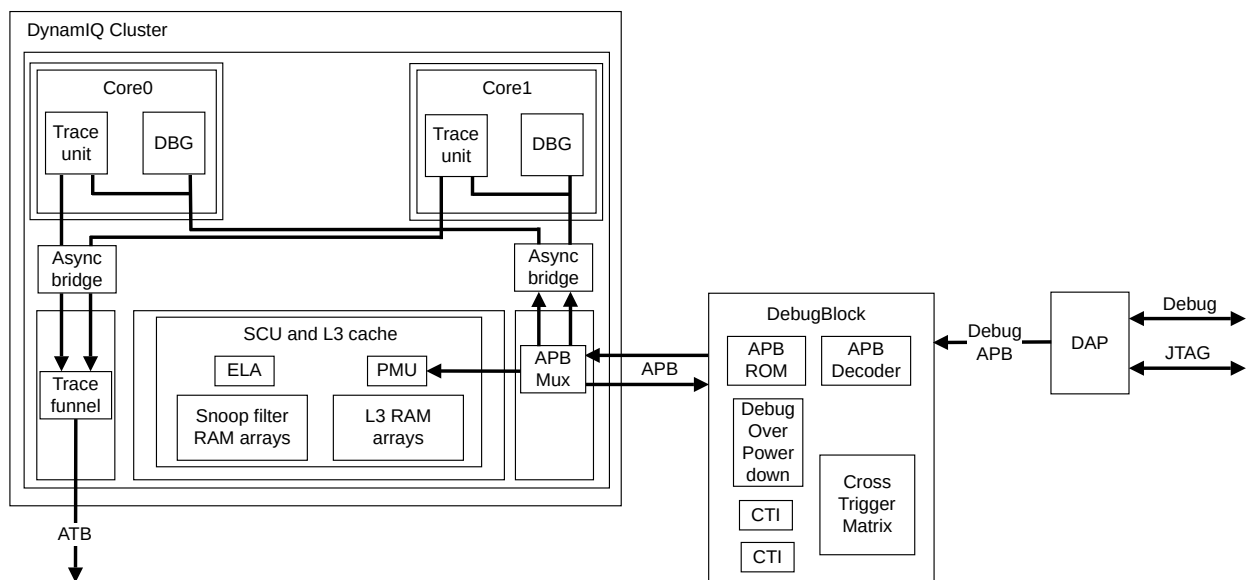 DynamIQ Cluster
Core0
Trace
unit
DBG
Core1
Trace
unit
DBG
Async
bridge
Async
bridge
SCU and L3 cache
ELA
PMU
Snoop filter
RAM arrays
L3 RAM
arrays
APB
Mux
Trace
funnel
ATB
APB
DebugBlock
APB
ROM
APB
Decoder
Debug
Over
Power
down
Cross
Trigger
Matrix
CTI
CTI
Debug
APB
DAP
Debug
JTAG